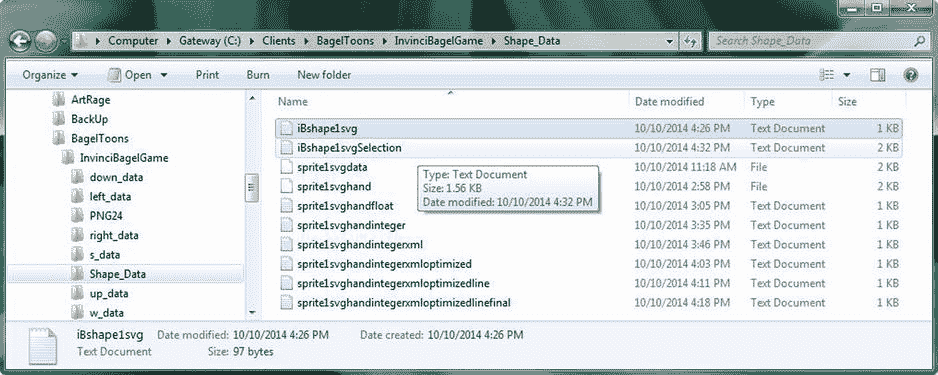 Computer ▸ Gateway (C:) ▸ Clients ▸ BagelToons ▸ InvinciBagelGame ▸ Shape_Data
Search Shape_Data
Organize Open Print Burn New folder
ArtRage
BackUp
BagelToons
InvinciBagelGame
down_data
left_data
PNG24
right_data
s_data
Shape_Data
up_data
w_data
Name Date modified Type Size
iBshape1svg 10/10/2014 4:26 PM Text Document 1 KB
iBshape1svgSelection 10/10/2014 4:32 PM Text Document 2 KB
sprite1svgdata 10/10/2014 11:18 AM File 2 KB
sprite1svghand 10/10/2014 2:58 PM File 2 KB
sprite1svghandfloat 10/10/2014 3:05 PM Text Document 1 KB
sprite1svghandinteger 10/10/2014 3:35 PM Text Document 1 KB
sprite1svghandintegerxml 10/10/2014 3:46 PM Text Document 1 KB
sprite1svghandintegerxmloptimized 10/10/2014 4:03 PM Text Document 1 KB
sprite1svghandintegerxmloptimizedline 10/10/2014 4:11 PM Text Document 1 KB
sprite1svghandintegerxmloptimizedlinefinal 10/10/2014 4:18 PM Text Document 1 KB
Type: Text Document
Size: 1.56 KB
Date modified: 10/10/2014 4:32 PM
iBshape1svg Date modified: 10/10/2014 4:26 PM Date created: 10/10/2014 4:26 PM
Text Document Size: 97 bytes